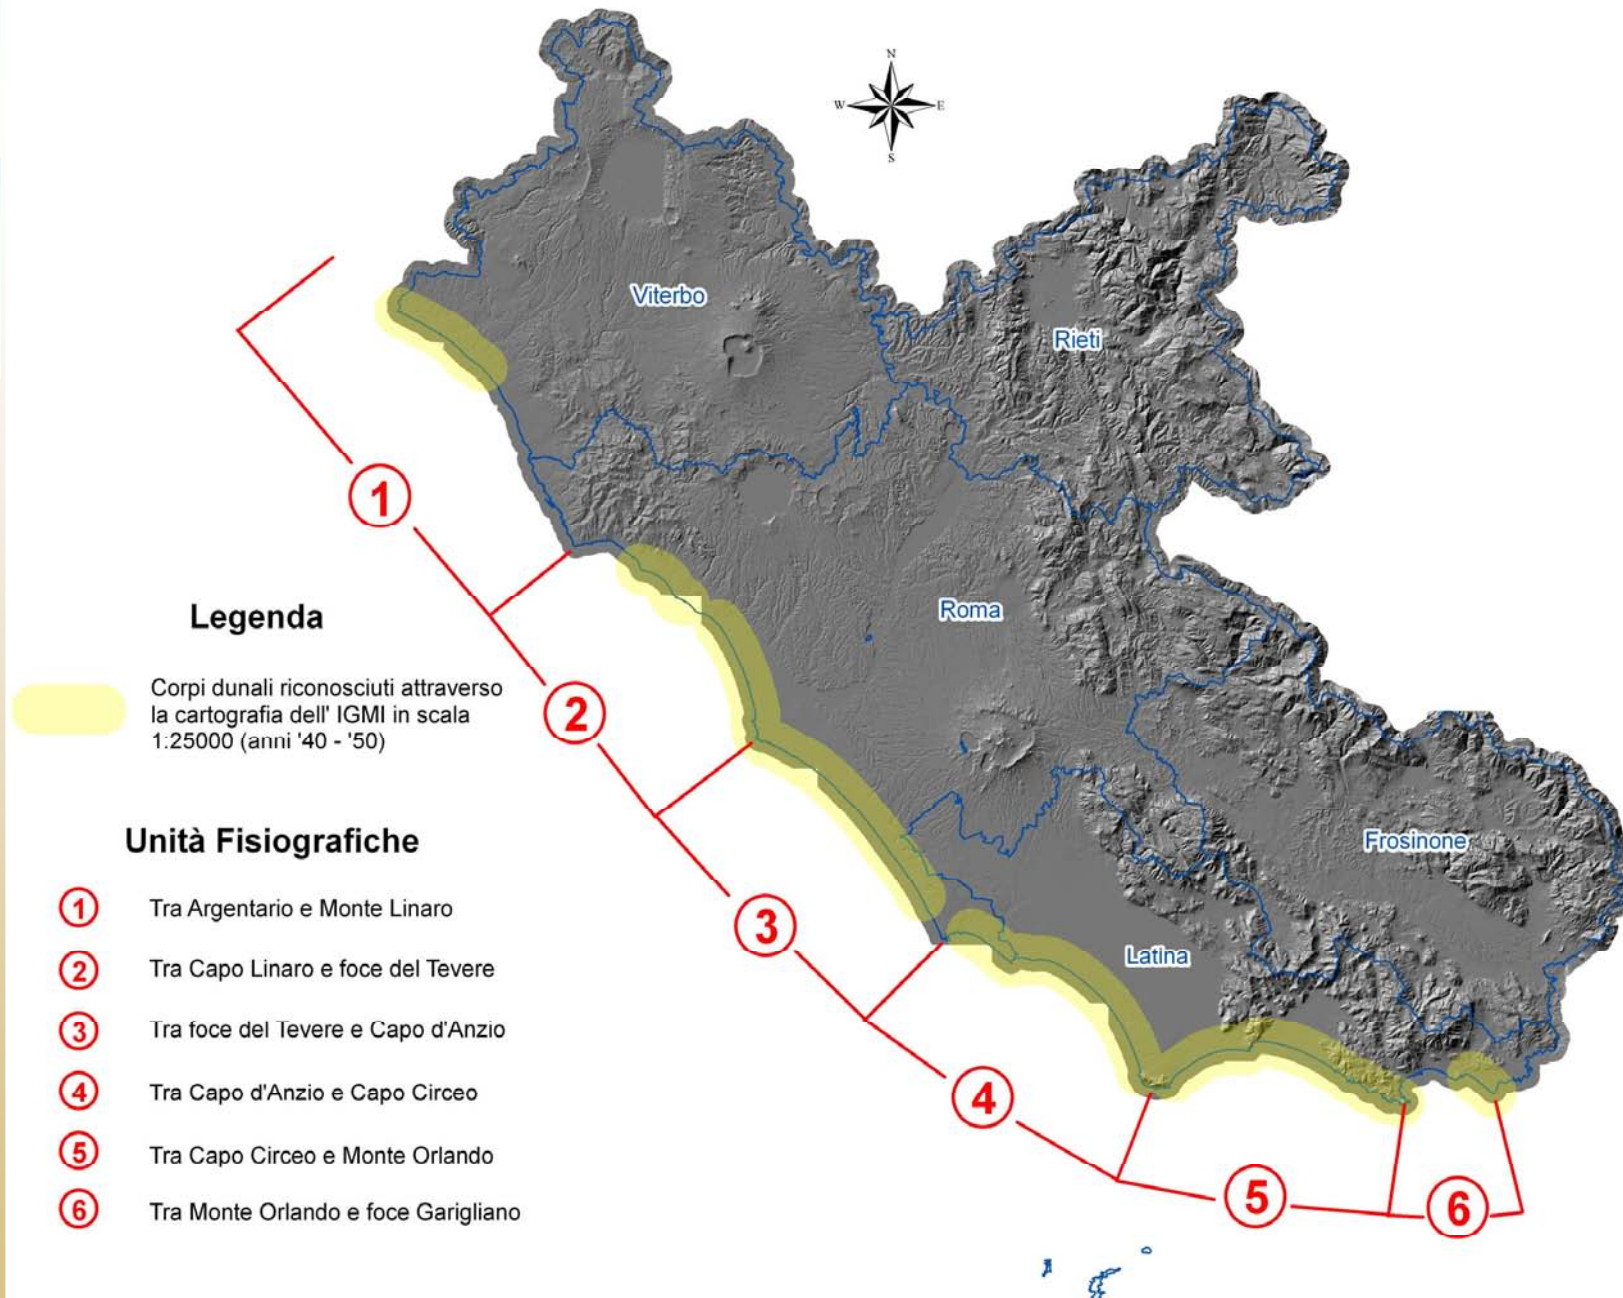 N
W E
S
Viterbo
Rieti
Roma
Frosinone
Latina
1
2
3
4
5
6
Legenda
Corpi dunali riconosciuti attraverso
la cartografia dell' IGMI in scala
1:25000 (anni '40 - '50)
Unità Fisiografiche
1 Tra Argentario e Monte Linaro
2 Tra Capo Linaro e foce del Tevere
3 Tra foce del Tevere e Capo d'Anzio
4 Tra Capo d'Anzio e Capo Circeo
5 Tra Capo Circeo e Monte Orlando
6 Tra Monte Orlando e foce Garigliano